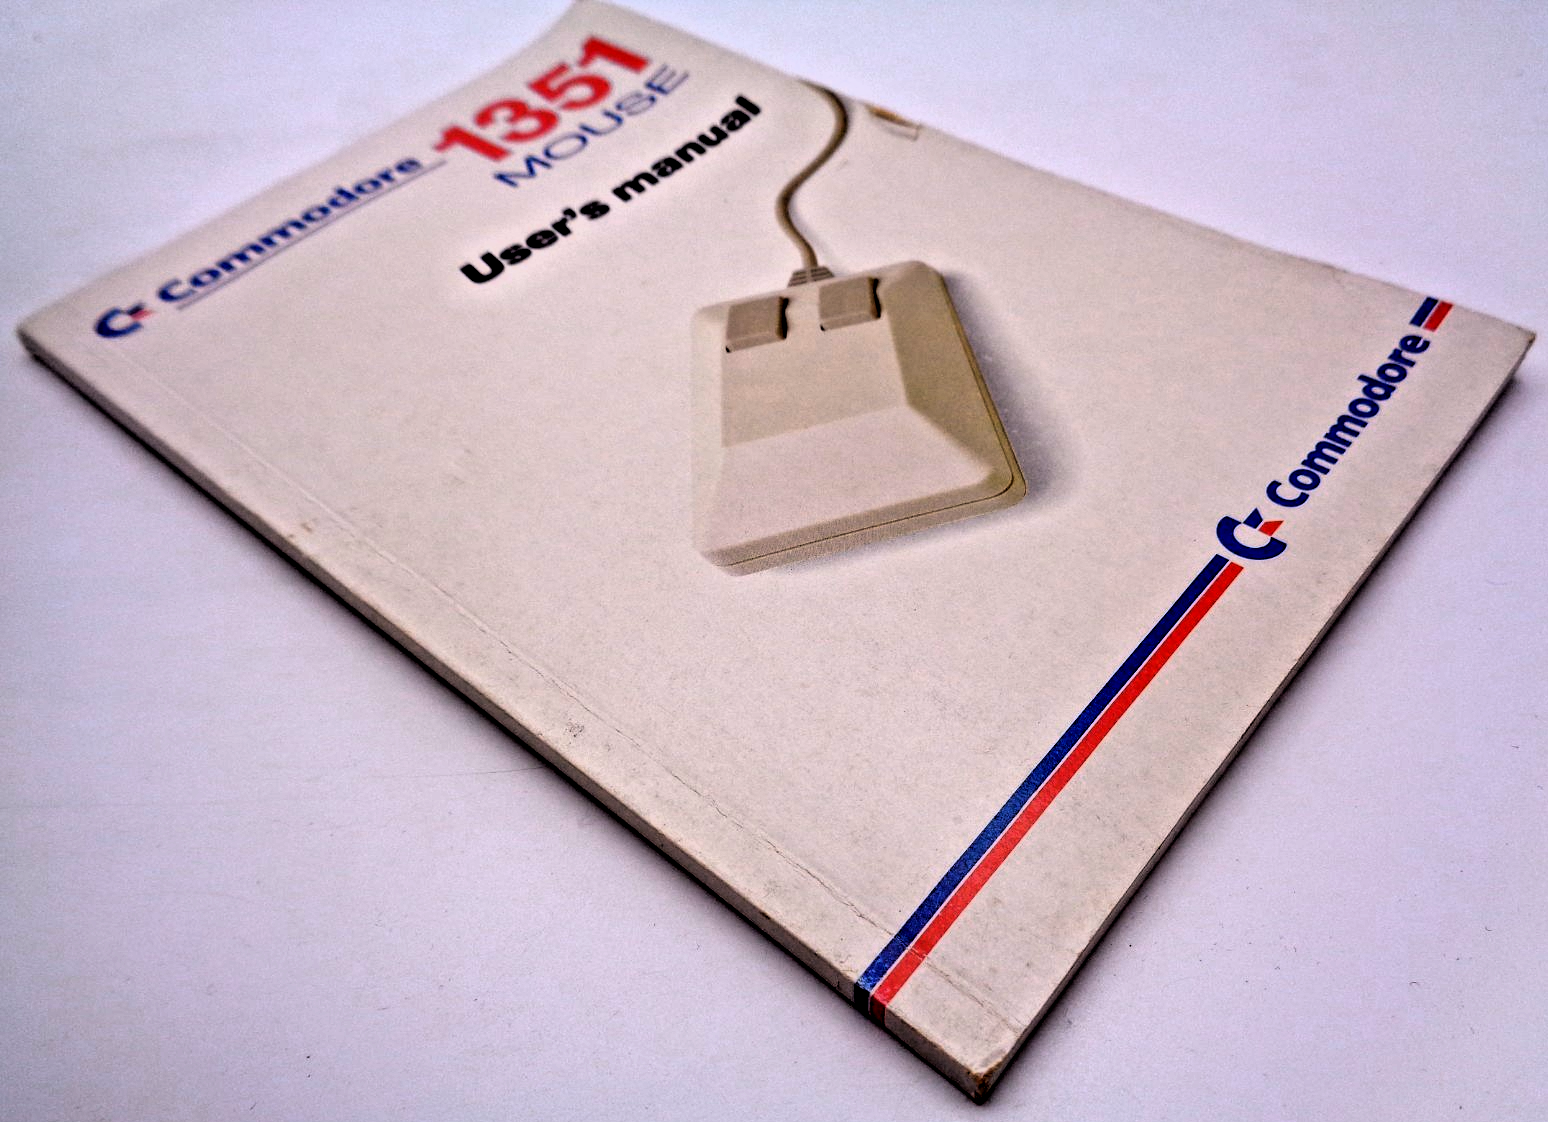 Commodore 1351
MOUSE
User's manual
Commodore